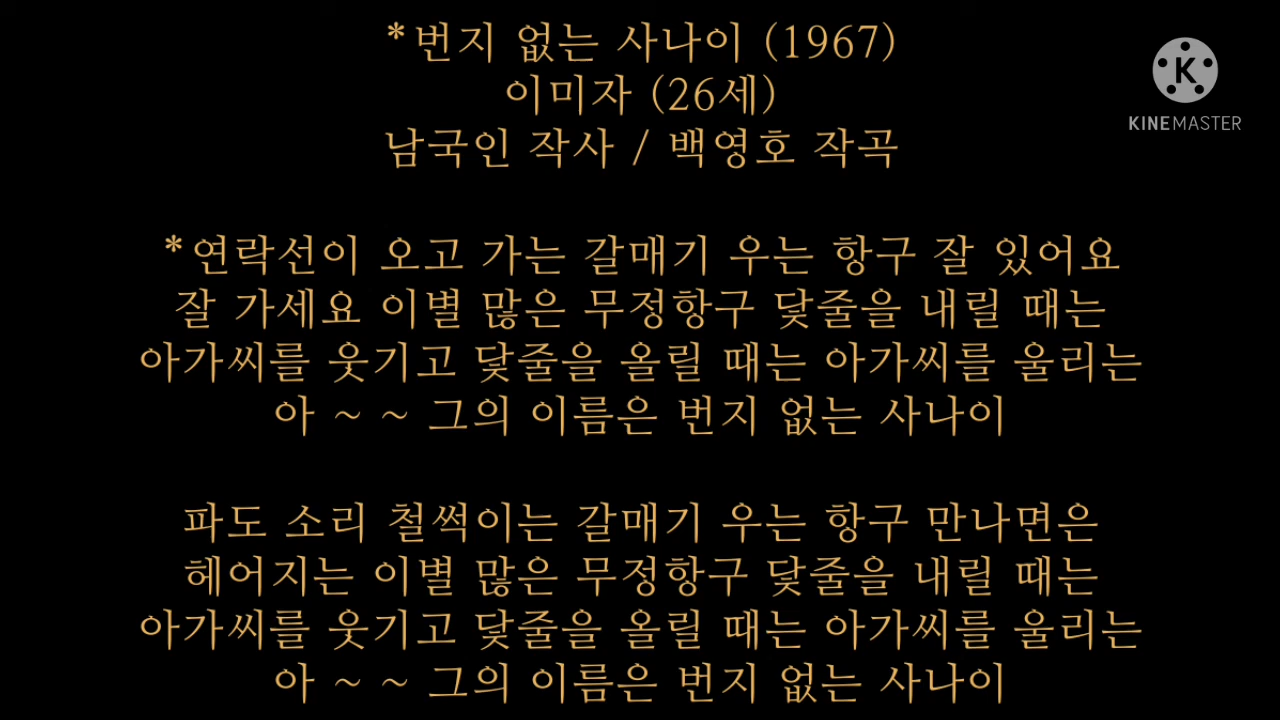 *번지 없는 사나이 (1967)
이미자 (26세)
남국인 작사 / 백영호 작곡
K
KINEMASTER
*연락선이 오고 가는 갈매기 우는 항구 잘 있어요
잘 가세요 이별 많은 무정항구 닻줄을 내릴 때는
아가씨를 웃기고 닻줄을 올릴 때는 아가씨를 울리는
아 ~ ~ 그의 이름은 번지 없는 사나이
파도 소리 철썩이는 갈매기 우는 항구 만나면은
헤어지는 이별 많은 무정항구 닻줄을 내릴 때는
아가씨를 웃기고 닻줄을 올릴 때는 아가씨를 울리는
아 ~ ~ 그의 이름은 번지 없는 사나이